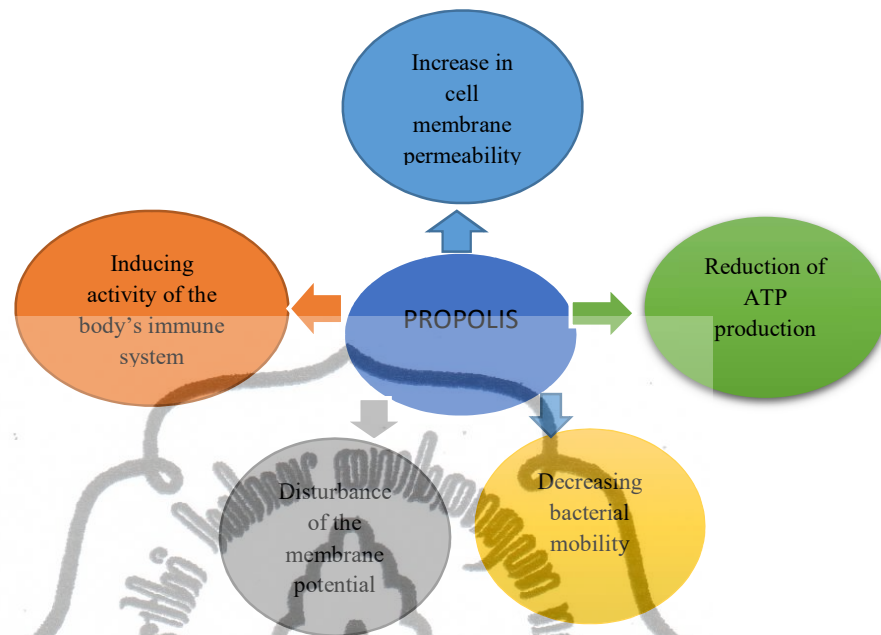 Increase in
cell
membrane
permeability
Inducing
activity of the
body’s immune
system
PROPOLIS
Reduction of
ATP
production
Disturbance
of the
membrane
potential
Decreasing
bacterial
mobility